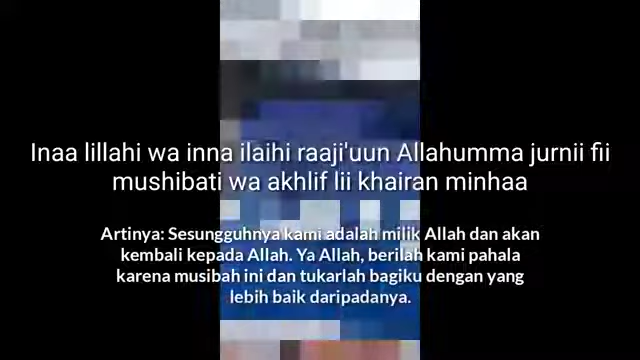 Inaa lillahi wa inna ilaihi raaji'uun Allahumma jurnii fii
mushibati wa akhlif lii khairan minhaa
Artinya: Sesungguhnya kami adalah milik Allah dan akan
kembali kepada Allah. Ya Allah, berilah kami pahala
karena musibah ini dan tukarlah bagiku dengan yang
lebih baik daripadanya.